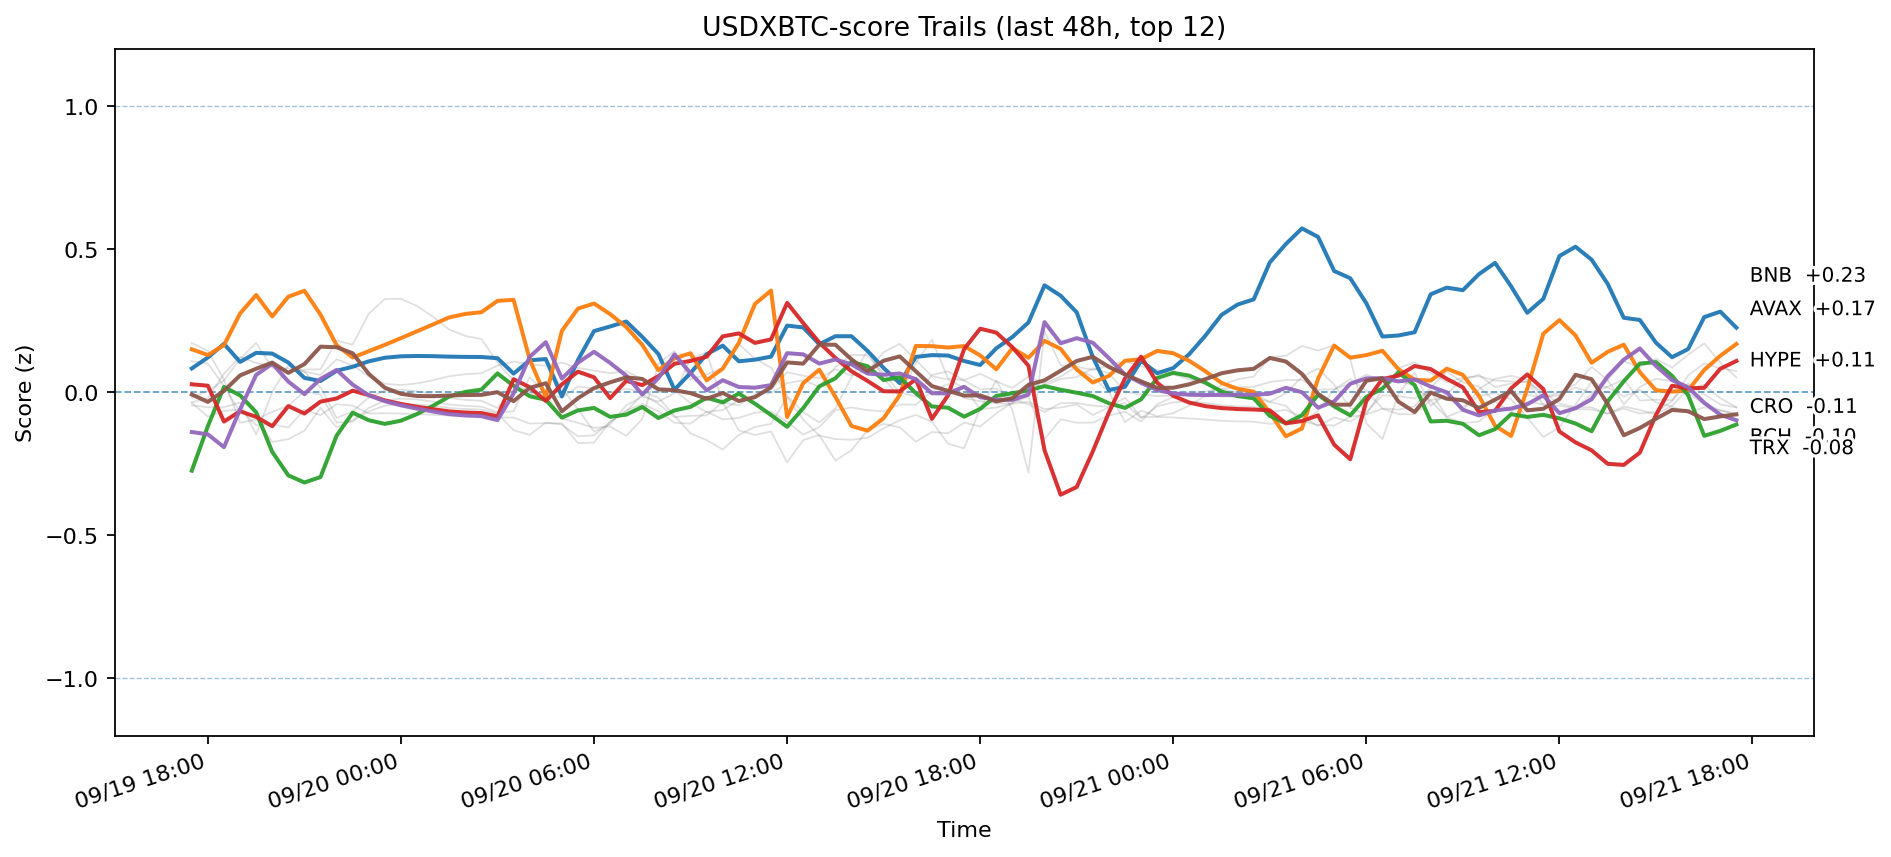 USDXBTC-score Trails (last 48h, top 12)
Score (z)
1.0
0.5
0.0
−0.5
−1.0
BNB +0.23
AVAX +0.17
HYPE +0.11
CRO -0.11
BCH -0.10
TRX -0.08
09/19 18:00
09/20 00:00
09/20 06:00
09/20 12:00
09/20 18:00
09/21 00:00
09/21 06:00
09/21 12:00
09/21 18:00
Time